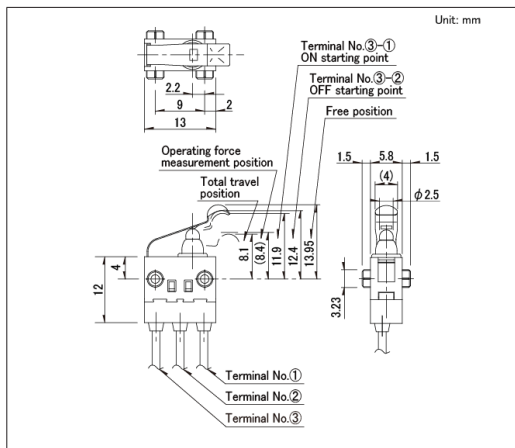 Unit: mm
Terminal No.③-①
ON starting point
Terminal No.③-②
OFF starting point
Free position
2.2
9
2
13
Operating force
measurement position
Total travel
position
1.5
5.8
1.5
(4)
φ2.5
8.1
(8.4)
11.9
12.4
13.95
4
12
3.23
Terminal No.①
Terminal No.②
Terminal No.③